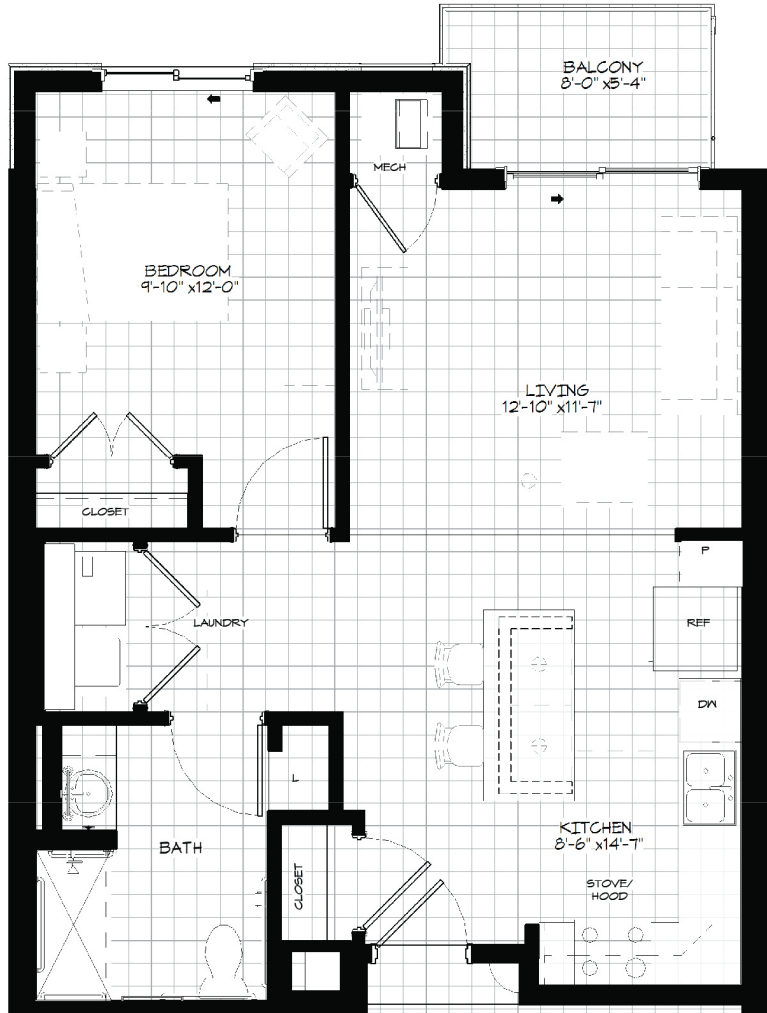 BALCONY
8'-0" x5'-4"
MECH
BEDROOM
9'-10" x12'-0"
LIVING
12'-10" x11'-7"
CLOSET
P
LAUNDRY
REF
DW
L
KITCHEN
8'-6" x14'-7"
BATH
CLOSET
STOVE/
HOOD